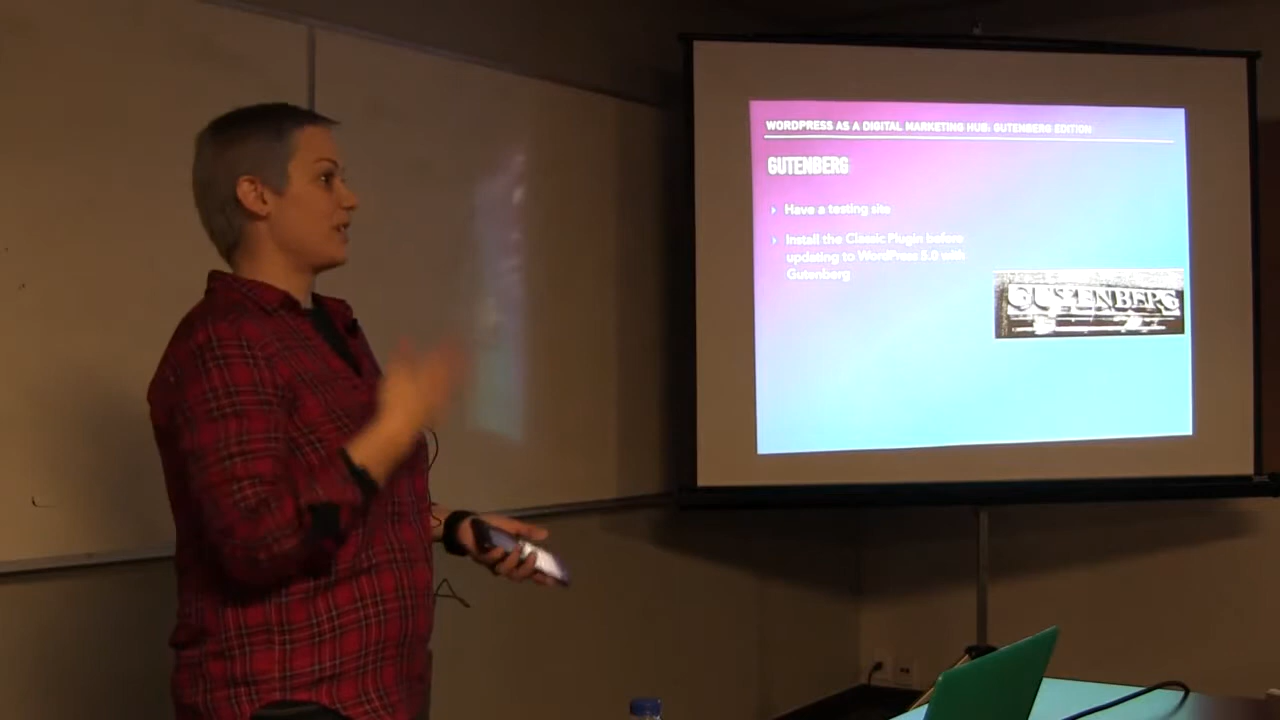 WORDPRESS AS A DIGITAL MARKETING HUB: GUTENBERG EDITION
GUTENBERG
Have a testing site
Install the Classic Plugin before
updating to WordPress 5.0 with
Gutenberg
GUTENBERG